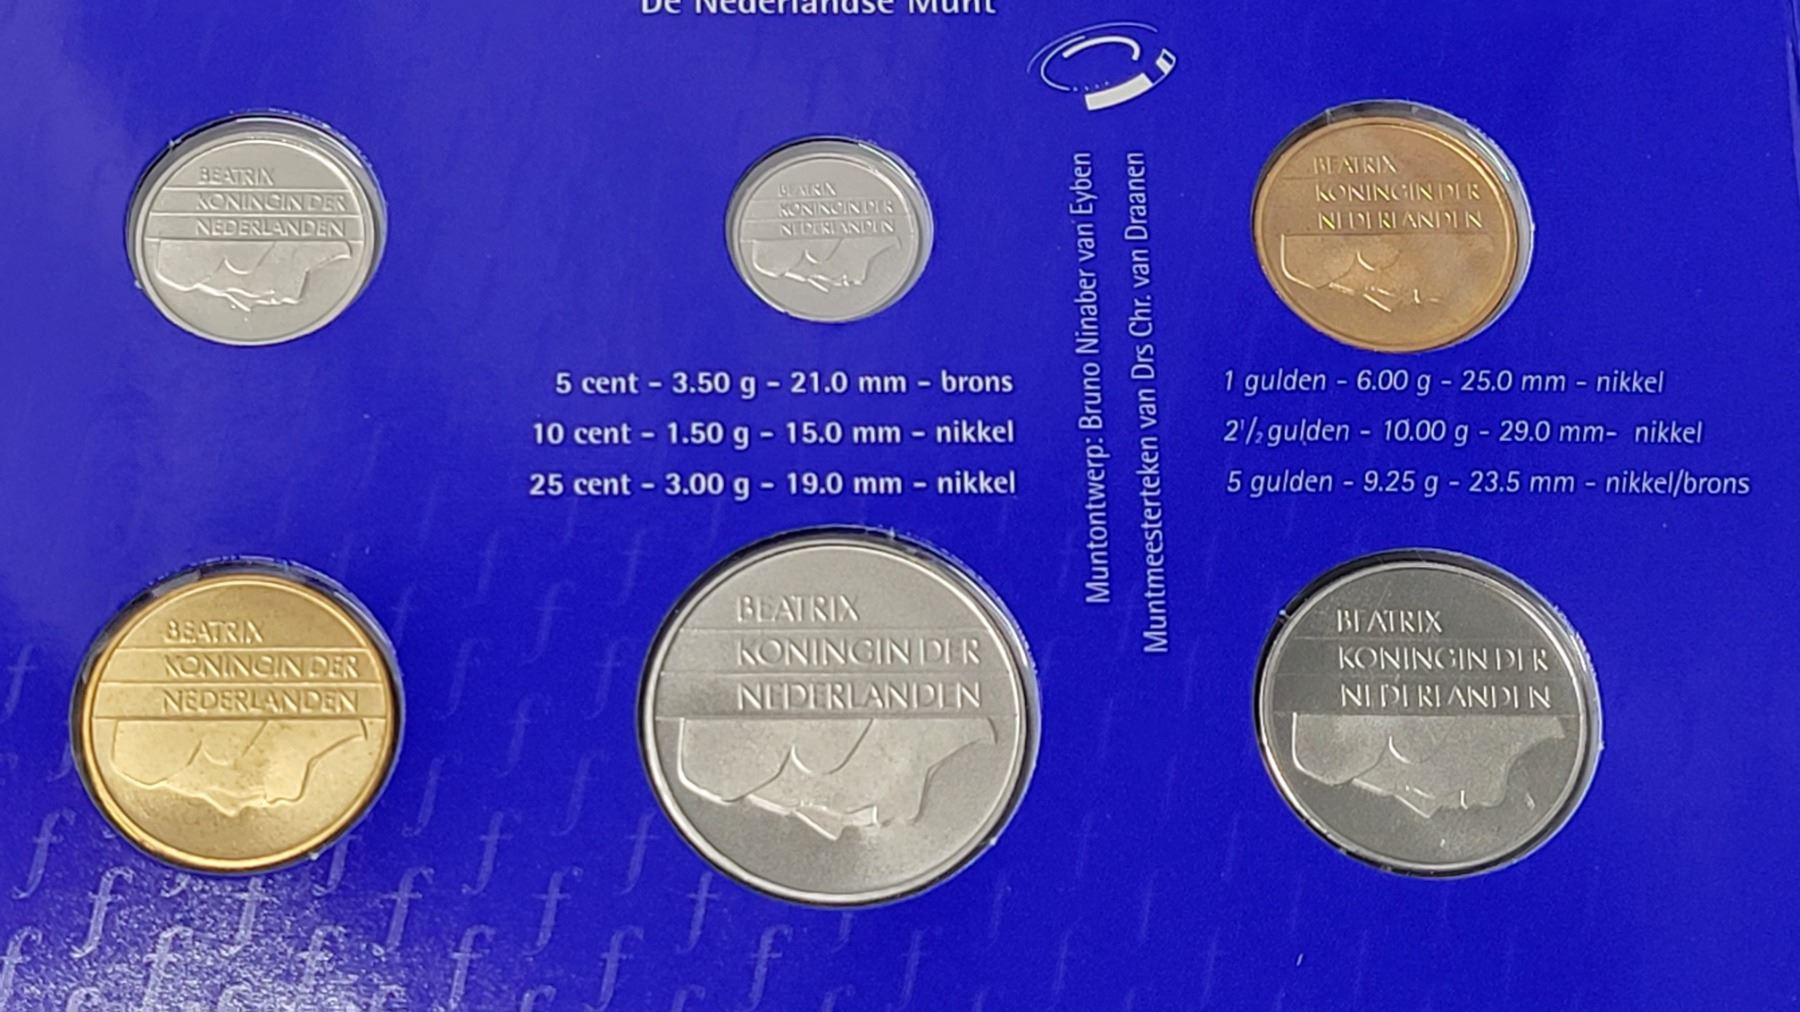 De Nederlandse Munt
BEATRIX
KONINGIN DER
NEDERLANDEN
BEATRIX
KONINGIN DER
NEDERLANDEN
BEATRIX
KONINGIN DER
NEDERLANDEN
5 cent - 3.50 g - 21.0 mm - brons
10 cent - 1.50 g - 15.0 mm - nikkel
25 cent - 3.00 g - 19.0 mm - nikkel
Muntontwerp: Bruno Ninaber van Eyben
Muntmeesterteken van Drs Chr. van Draanen
1 gulden - 6.00 g - 25.0 mm - nikkel
2 1/2 gulden - 10.00 g - 29.0 mm- nikkel
5 gulden - 9.25 g - 23.5 mm - nikkel/brons
BEATRIX
KONINGIN DER
NEDERLANDEN
BEATRIX
KONINGIN DER
NEDERLANDEN
BEATRIX
KONINGIN DER
NEDERLANDEN